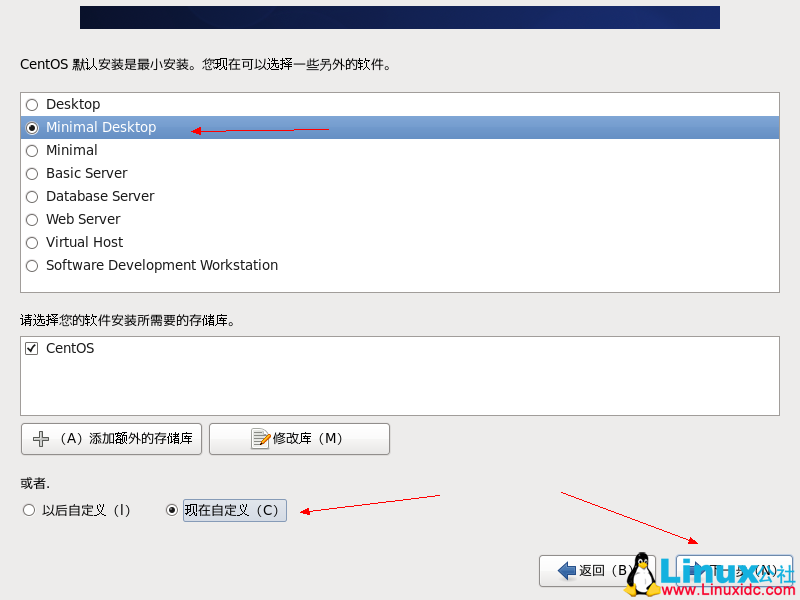 CentOS 默认安装是最小安装。您现在可以选择一些另外的软件。
Desktop
Minimal Desktop
Minimal
Basic Server
Database Server
Web Server
Virtual Host
Software Development Workstation
请选择您的软件安装所需要的存储库。
CentOS
(A) 添加额外的存储库 修改库 (M)
或者.
以后自定义 (l) 现在自定义 (C)
返回 (B) 下一步 (N)
Linux公社
www.Linuxidc.com